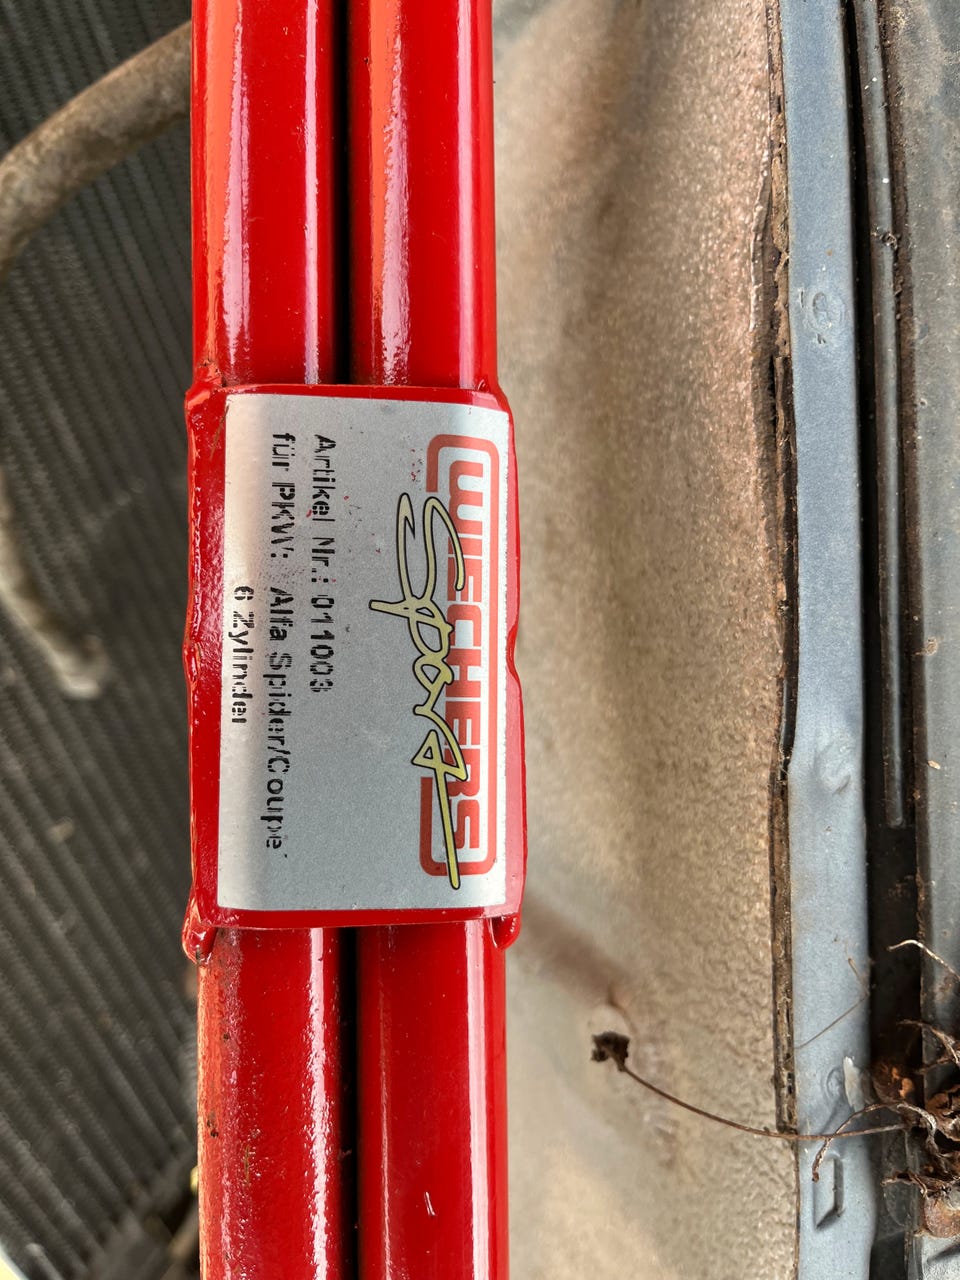 WIECHERS
Sport
Artikel Nr.: 011003
für PKW: Alfa Spider/Coupe´
6 Zylinder